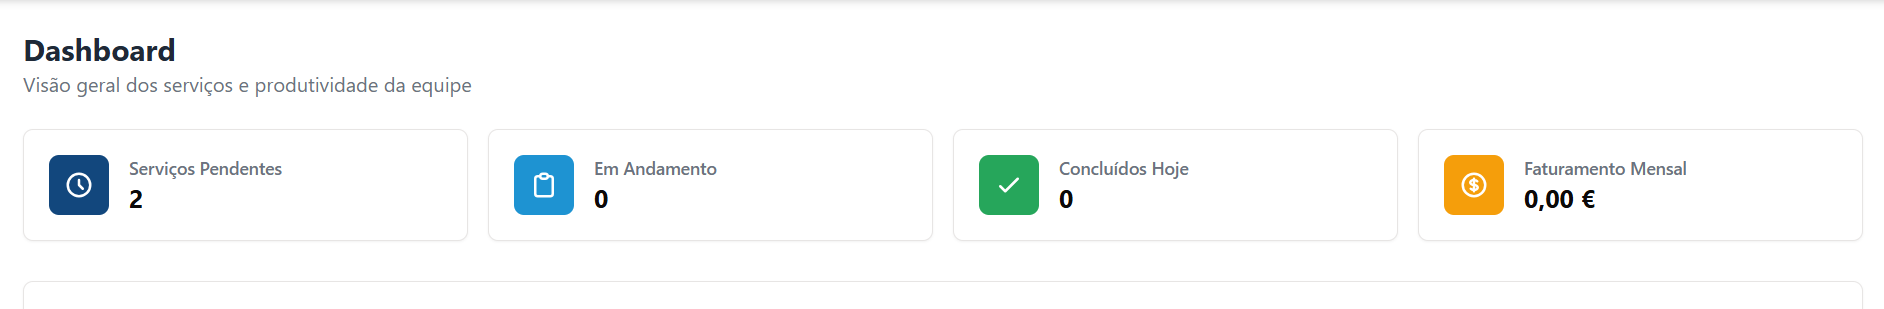 Dashboard
Visão geral dos serviços e produtividade da equipe
Serviços Pendentes
2
Em Andamento
0
Concluídos Hoje
0
Faturamento Mensal
0,00 €